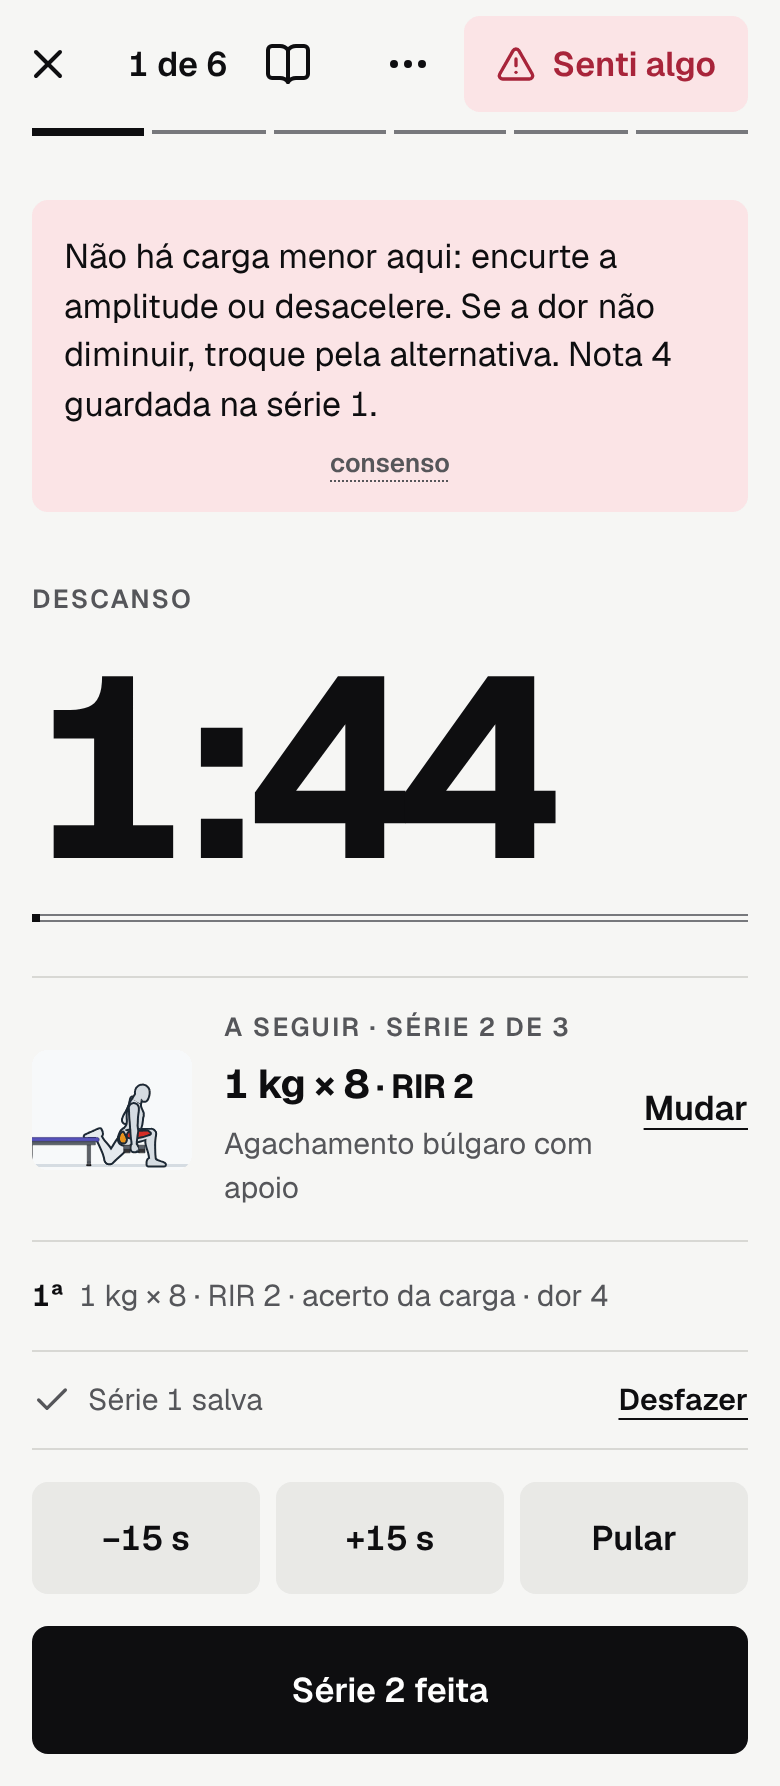 1 de 6
Senti algo
Não há carga menor aqui: encurte a
amplitude ou desacelere. Se a dor não
diminuir, troque pela alternativa. Nota 4
guardada na série 1.
consenso
DESCANSO
1:44
A SEGUIR · SÉRIE 2 DE 3
1 kg × 8 · RIR 2
Mudar
Agachamento búlgaro com
apoio
1ª 1 kg × 8 · RIR 2 · acerto da carga · dor 4
Série 1 salva
Desfazer
−15 s
+15 s
Pular
Série 2 feita